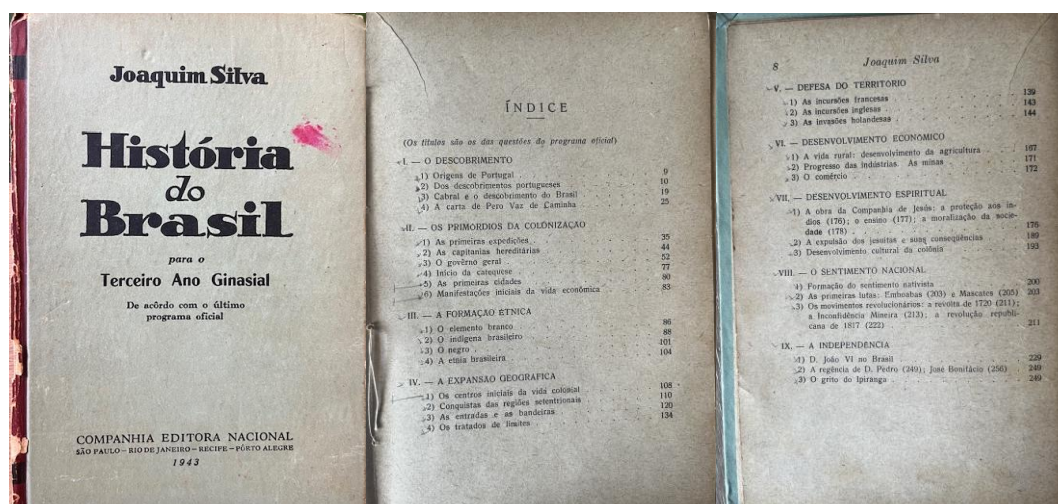 Joaquim Silva
História
do
Brasil
para o
Terceiro Ano Ginasial
De acôrdo com o último
programa oficial
COMPANHIA EDITORA NACIONAL
SÃO PAULO – RIO DE JANEIRO – RECIFE – PÔRTO ALEGRE
1943
ÍNDICE
(Os títulos são os das questões do programa oficial)
I. — O DESCOBRIMENTO
1) Origens de Portugal . 9
2) Dos descobrimentos portugueses 10
3) Cabral e o descobrimento do Brasil 19
4) A carta de Pero Vaz de Caminha 25
II. — OS PRIMÓRDIOS DA COLONIZAÇÃO
1) As primeiras expedições . 35
2) As capitanias hereditárias 44
3) O govêrno geral . 52
4) Início da catequese . 77
5) As primeiras cidades 80
6) Manifestações iniciais da vida econômica 83
III. — A FORMAÇÃO ÉTNICA
1) O elemento branco 86
2) O indígena brasileiro 88
3) O negro . 101
4) A etnia brasileira 104
IV. — A EXPANSÃO GEOGRÁFICA
1) Os centros iniciais da vida colonial 108
2) Conquistas das regiões setentrionais 110
3) As entradas e as bandeiras 120
4) Os tratados de limites . 134
8 Joaquim Silva
V. — DEFESA DO TERRITÓRIO
1) As incursões francesas . 139
2) As incursões inglesas . 143
3) As invasões holandesas . 144
VI. — DESENVOLVIMENTO ECONÔMICO
1) A vida rural: desenvolvimento da agricultura 167
2) Progresso das indústrias. As minas 171
3) O comércio . 172
VII. — DESENVOLVIMENTO ESPIRITUAL
1) A obra da Companhia de Jesus: a proteção aos ín-
dios (176); o ensino (177); a moralização da socie-
dade (178) . 176
2) A expulsão dos jesuítas e suas conseqüências 189
3) Desenvolvimento cultural da colônia 193
VIII. — O SENTIMENTO NACIONAL
1) Formação do sentimento nativista 200
2) As primeiras lutas: Emboabas (203) e Mascates (205) 203
3) Os movimentos revolucionários: a revolta de 1720 (211);
a Inconfidência Mineira (213); a revolução republi-
cana de 1817 (222) . 211
IX. — A INDEPENDÊNCIA
1) D. João VI no Brasil 229
2) A regência de D. Pedro (249); José Bonifácio (256) 249
3) O grito do Ipiranga . 249